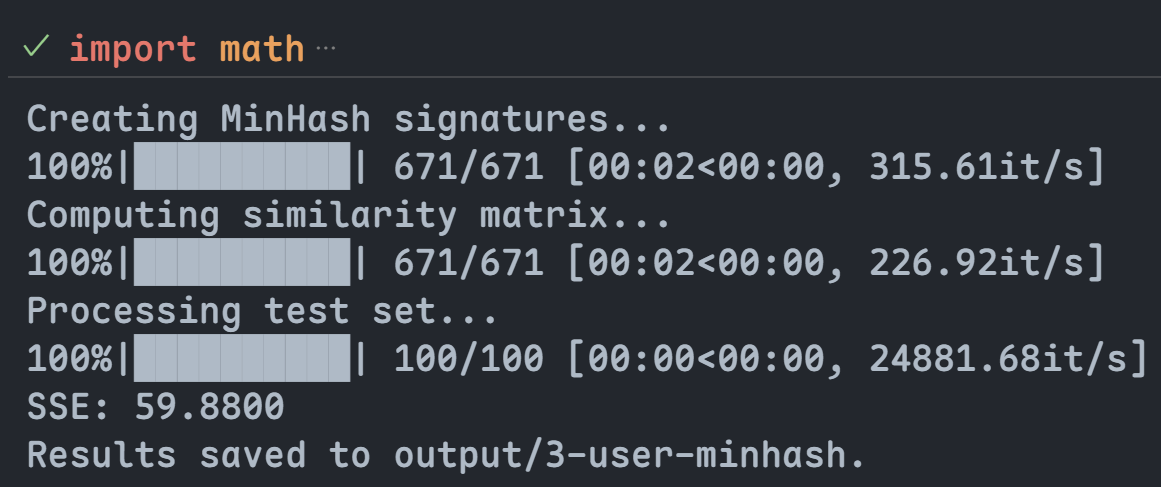 ✓ import math ...
Creating MinHash signatures...
100%|██████████| 671/671 [00:02<00:00, 315.61it/s]
Computing similarity matrix...
100%|██████████| 671/671 [00:02<00:00, 226.92it/s]
Processing test set...
100%|██████████| 100/100 [00:00<00:00, 24881.68it/s]
SSE: 59.8800
Results saved to output/3-user-minhash.